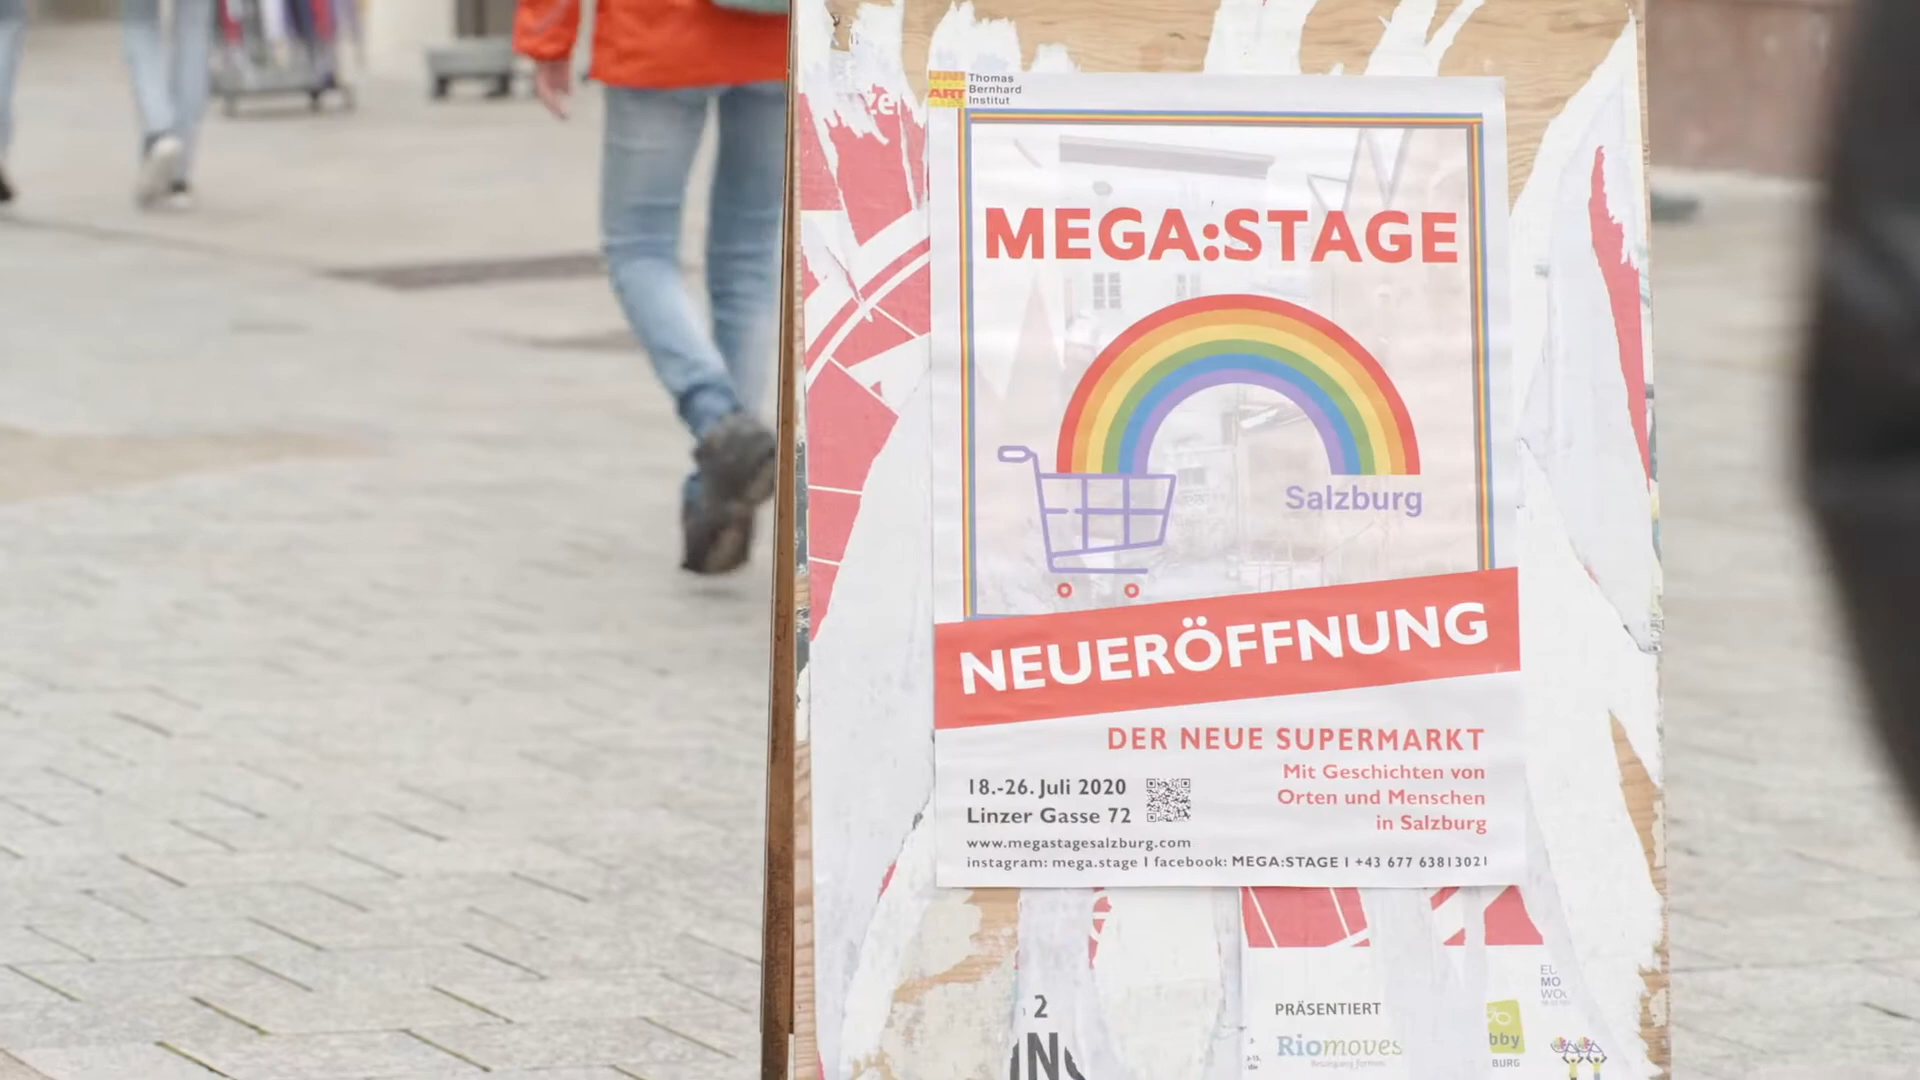 ART
Thomas
Bernhard
Institut
MEGA:STAGE
Salzburg
NEUERÖFFNUNG
DER NEUE SUPERMARKT
Mit Geschichten von
Orten und Menschen
in Salzburg
18.-26. Juli 2020
Linzer Gasse 72
www.megastagesalzburg.com
instagram: mega.stage I facebook: MEGA:STAGE I +43 677 63813021
2
PRÄSENTIERT
Riomoves
bby
BURG